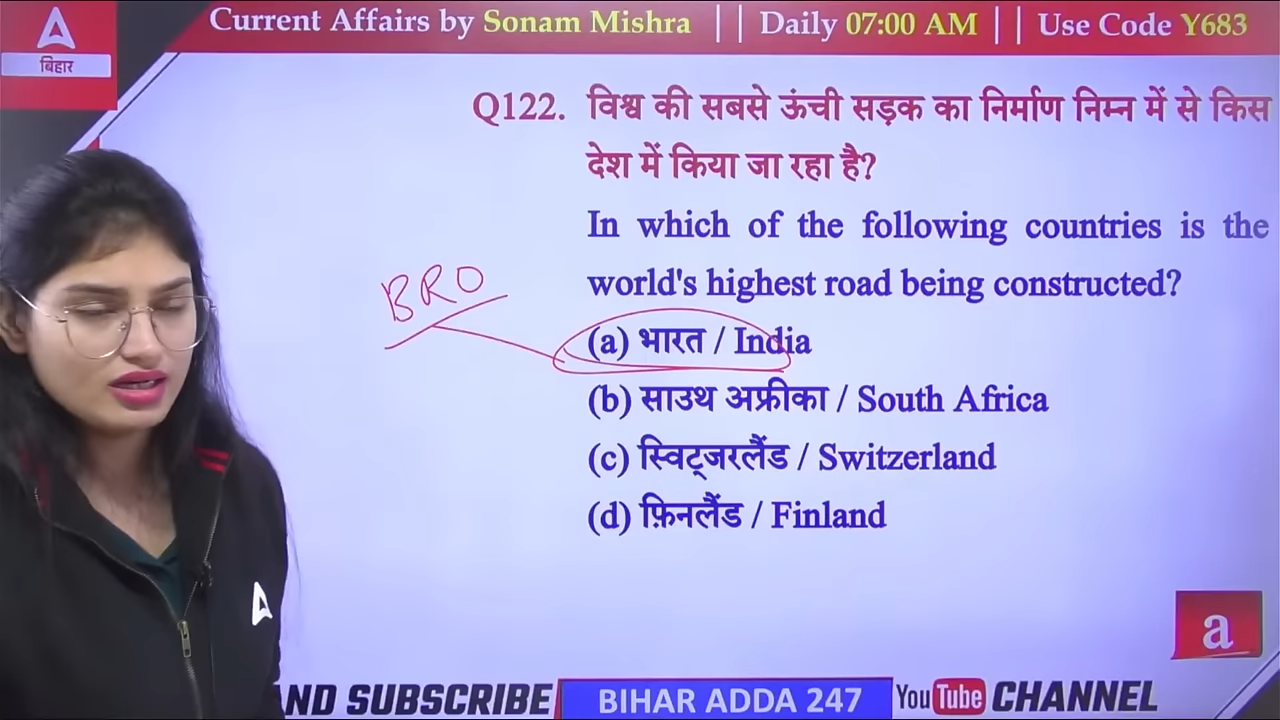 Current Affairs by Sonam Mishra || Daily 07:00 AM || Use Code Y683
बिहार
Q122. विश्व की सबसे ऊंची सड़क का निर्माण निम्न में से किस
देश में किया जा रहा है?
In which of the following countries is the
world's highest road being constructed?
BRO
(a) भारत / India
(b) साउथ अफ्रीका / South Africa
(c) स्विट्जरलैंड / Switzerland
(d) फ़िनलैंड / Finland
a
AND SUBSCRIBE BIHAR ADDA 247 YouTube CHANNEL